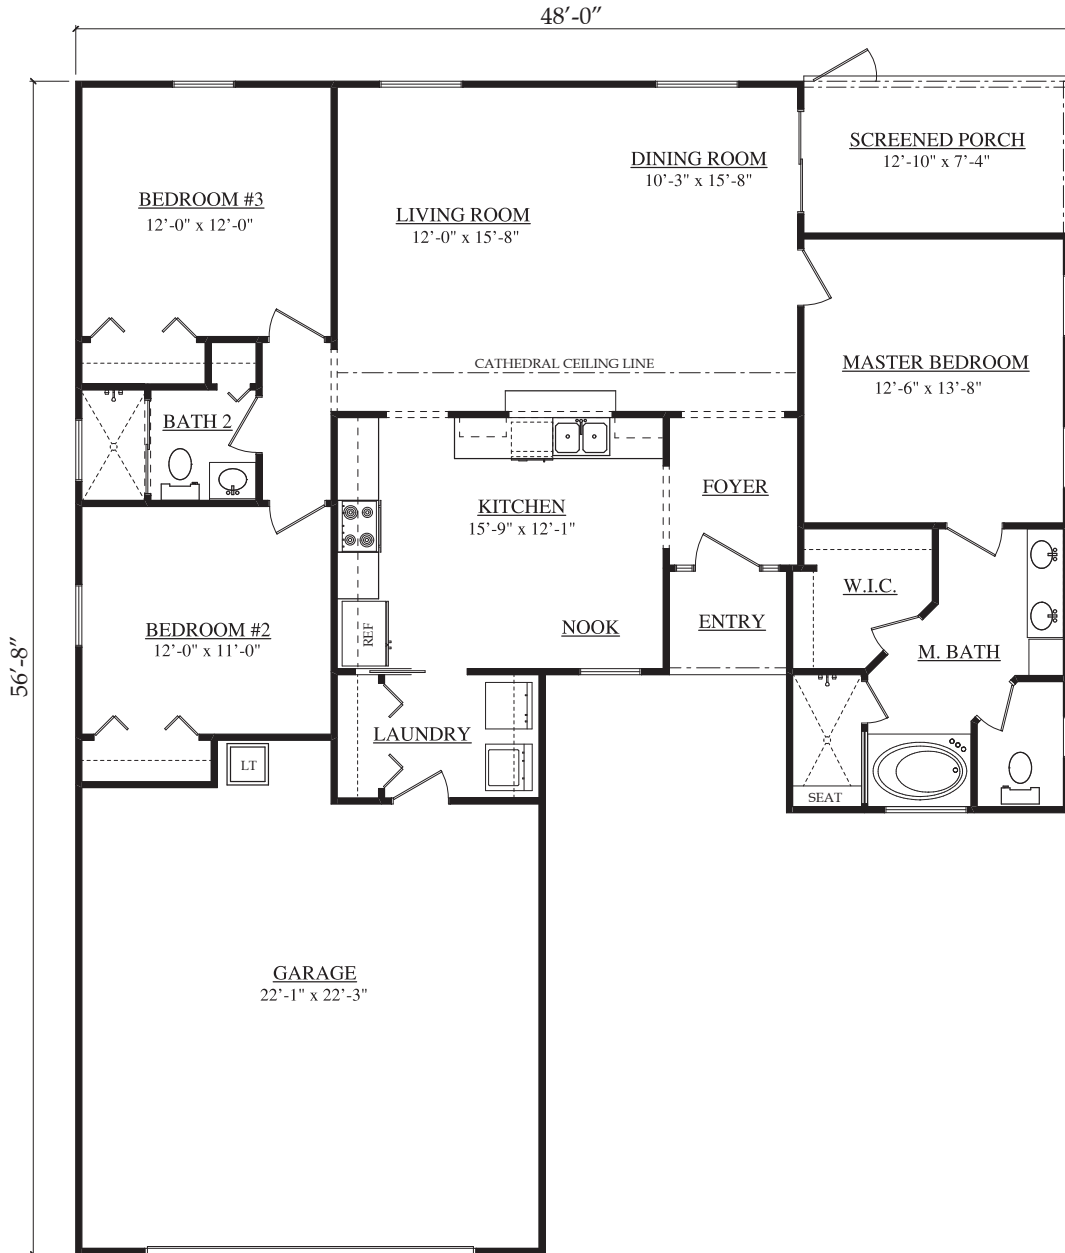 48′-0″
SCREENED PORCH
12'-10" x 7'-4"
DINING ROOM
10'-3" x 15'-8"
BEDROOM #3
12'-0" x 12'-0"
LIVING ROOM
12'-0" x 15'-8"
CATHEDRAL CEILING LINE
MASTER BEDROOM
12'-6" x 13'-8"
BATH 2
FOYER
KITCHEN
15'-9" x 12'-1"
W.I.C.
ENTRY
NOOK
REF
BEDROOM #2
12'-0" x 11'-0"
M. BATH
56′-8″
LAUNDRY
LT
SEAT
GARAGE
22'-1" x 22'-3"